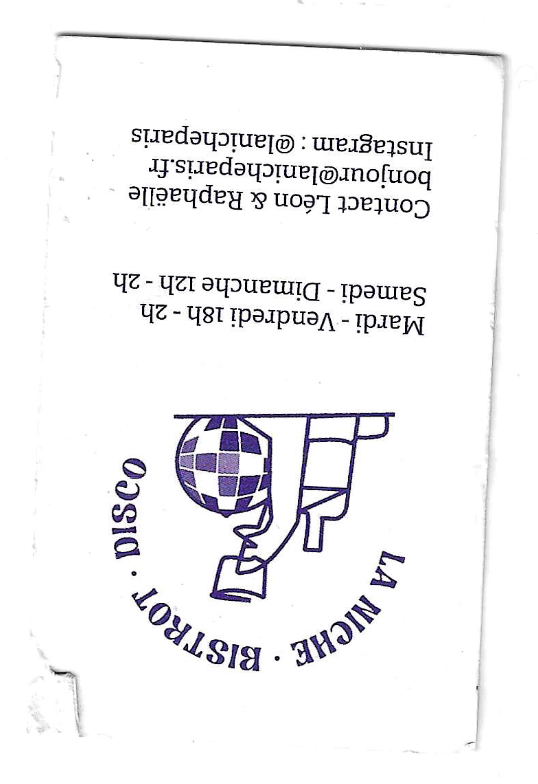 LA NICHE · BISTROT · DISCO
Mardi - Vendredi 18h - 2h
Samedi - Dimanche 12h - 2h
Contact Léon & Raphaëlle
bonjour@lanicheparis.fr
Instagram : @lanicheparis